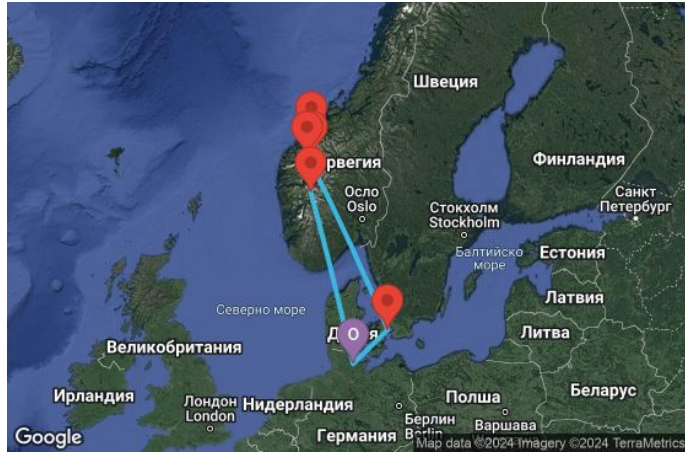 Швеция
рвегия
Финландия
Осло
Oslo
Санкт
Петербург
Стокхолм
Stockholm
Балтийско
море
Естония
Северно море
Латвия
O
Великобритания
Литва
Ирландия
Лондон
London
Нидерландия
Полша
Беларус
Берлин
Варшава
Германия
Google
Map data ©2024 Imagery ©2024 TerraMetrics